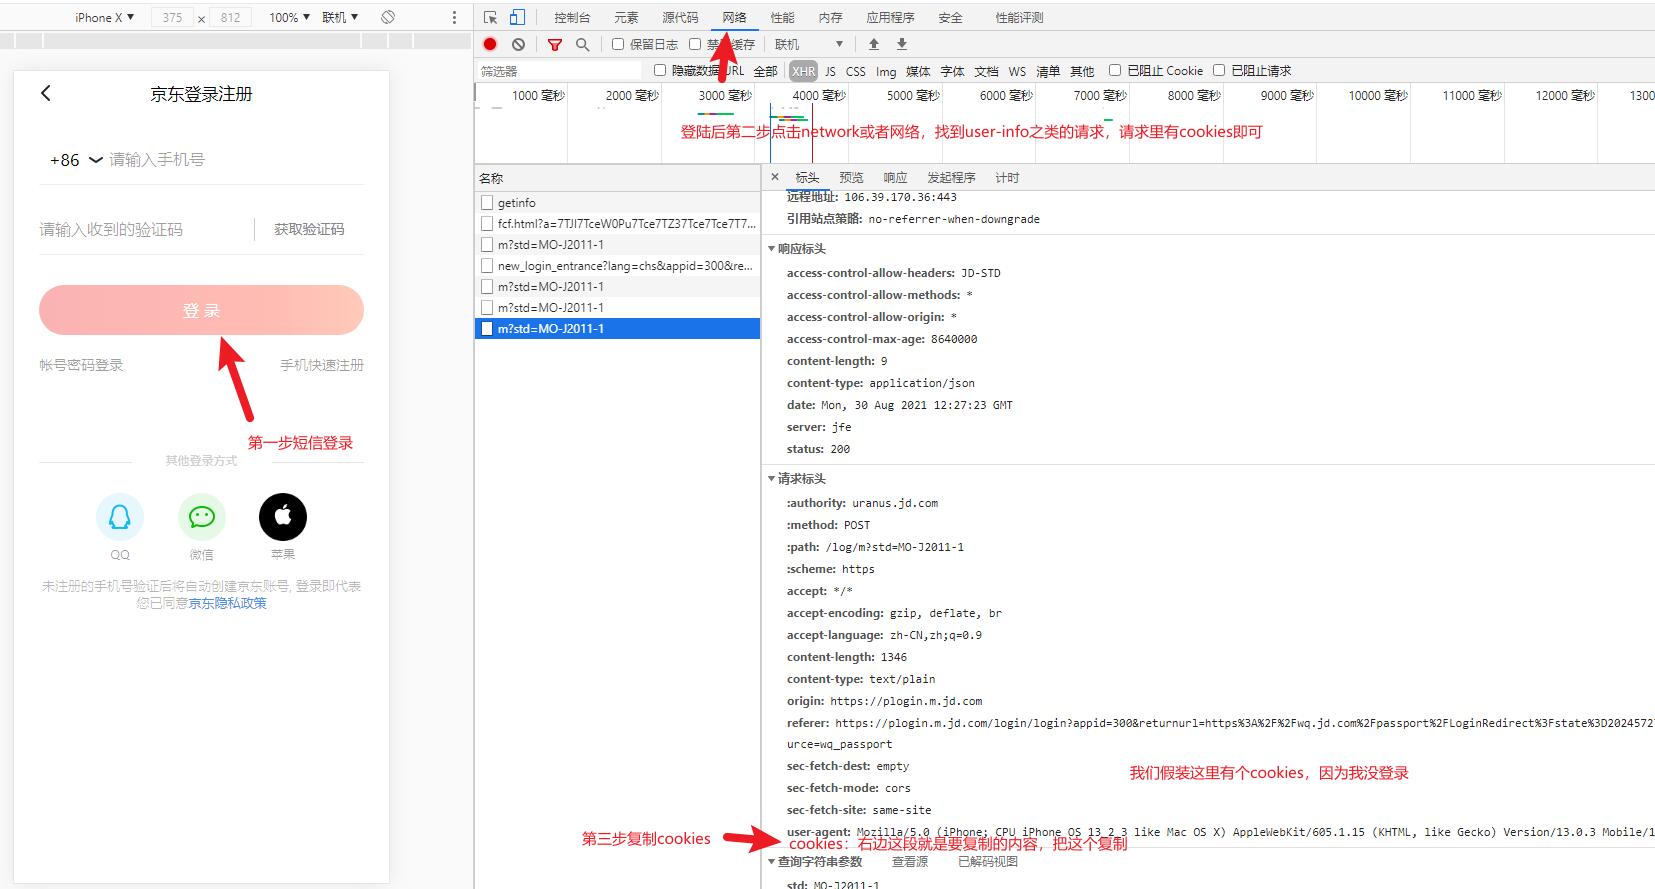 iPhone X ▼ 375 × 812 100% ▼ 联机 ▼
京东登录注册
+86 请输入手机号
请输入收到的验证码 获取验证码
登 录
帐号密码登录 手机快速注册
第一步短信登录
其他登录方式
QQ 微信 苹果
未注册的手机号验证后将自动创建京东账号, 登录即代表
您已同意京东隐私政策
控制台 元素 源代码 网络 性能 内存 应用程序 安全 性能评测
保留日志 禁 缓存 联机 ▼
筛选器 隐藏数据 URL 全部 XHR JS CSS Img 媒体 字体 文档 WS 清单 其他 已阻止 Cookie 已阻止请求
1000 毫秒 2000 毫秒 3000 毫秒 4000 毫秒 5000 毫秒 6000 毫秒 7000 毫秒 8000 毫秒 9000 毫秒 10000 毫秒 11000 毫秒 12000 毫秒 1300
登陆后第二步点击network或者网络，找到user-info之类的请求，请求里有cookies即可
名称
getinfo
fcf.html?a=7TJl7TceW0Pu7Tce7TZ37Tce7Tce7T7...
m?std=MO-J2011-1
new_login_entrance?lang=chs&appid=300&re...
m?std=MO-J2011-1
m?std=MO-J2011-1
m?std=MO-J2011-1
× 标头 预览 响应 发起程序 计时
远程地址: 106.39.170.36:443
引用站点策略: no-referrer-when-downgrade
响应标头
access-control-allow-headers: JD-STD
access-control-allow-methods: *
access-control-allow-origin: *
access-control-max-age: 8640000
content-length: 9
content-type: application/json
date: Mon, 30 Aug 2021 12:27:23 GMT
server: jfe
status: 200
请求标头
:authority: uranus.jd.com
:method: POST
:path: /log/m?std=MO-J2011-1
:scheme: https
accept: */*
accept-encoding: gzip, deflate, br
accept-language: zh-CN,zh;q=0.9
content-length: 1346
content-type: text/plain
origin: https://plogin.m.jd.com
referer: https://plogin.m.jd.com/login/login?appid=300&returnurl=https%3A%2F%2Fwq.jd.com%2Fpassport%2FLoginRedirect%3Fstate%3D2024572
urce=wq_passport
sec-fetch-dest: empty
我们假装这里有个cookies，因为我没登录
sec-fetch-mode: cors
sec-fetch-site: same-site
user-agent: Mozilla/5.0 (iPhone; CPU iPhone OS 13_2_3 like Mac OS X) AppleWebKit/605.1.15 (KHTML, like Gecko) Version/13.0.3 Mobile/1
第三步复制cookies
cookies：右边这段就是要复制的内容，把这个复制
查询字符串参数 查看源 已解码视图
std: MO-J2011-1